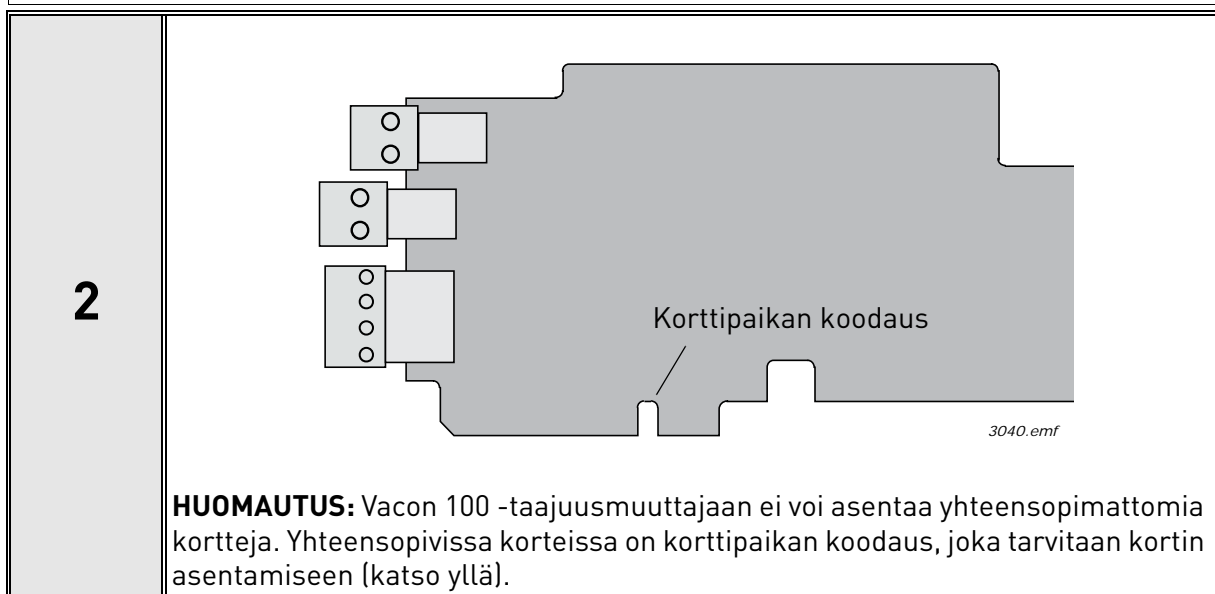 2
Korttipaikan koodaus
3040.emf
HUOMAUTUS: Vacon 100 -taajuusmuuttajaan ei voi asentaa yhteensopimattomia
kortteja. Yhteensopivissa korteissa on korttipaikan koodaus, joka tarvitaan kortin
asentamiseen (katso yllä).